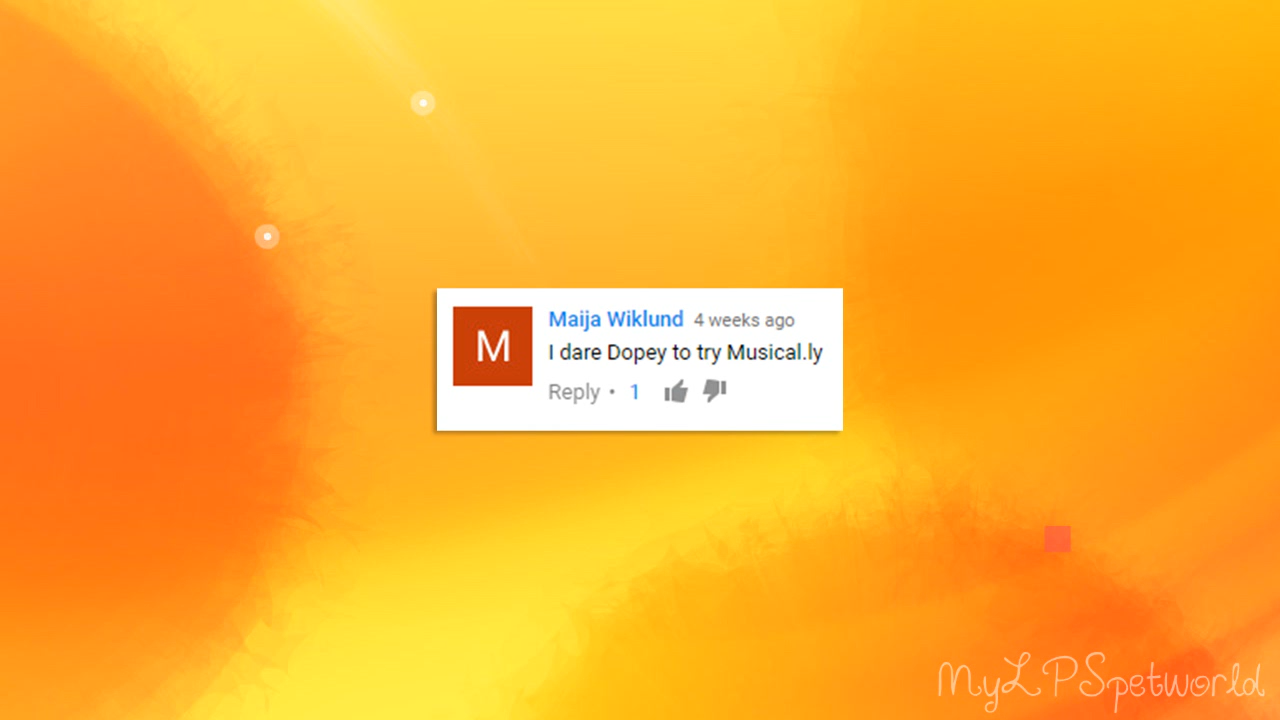 M
Maija Wiklund 4 weeks ago
I dare Dopey to try Musical.ly
Reply • 1
MyLPSpetworld